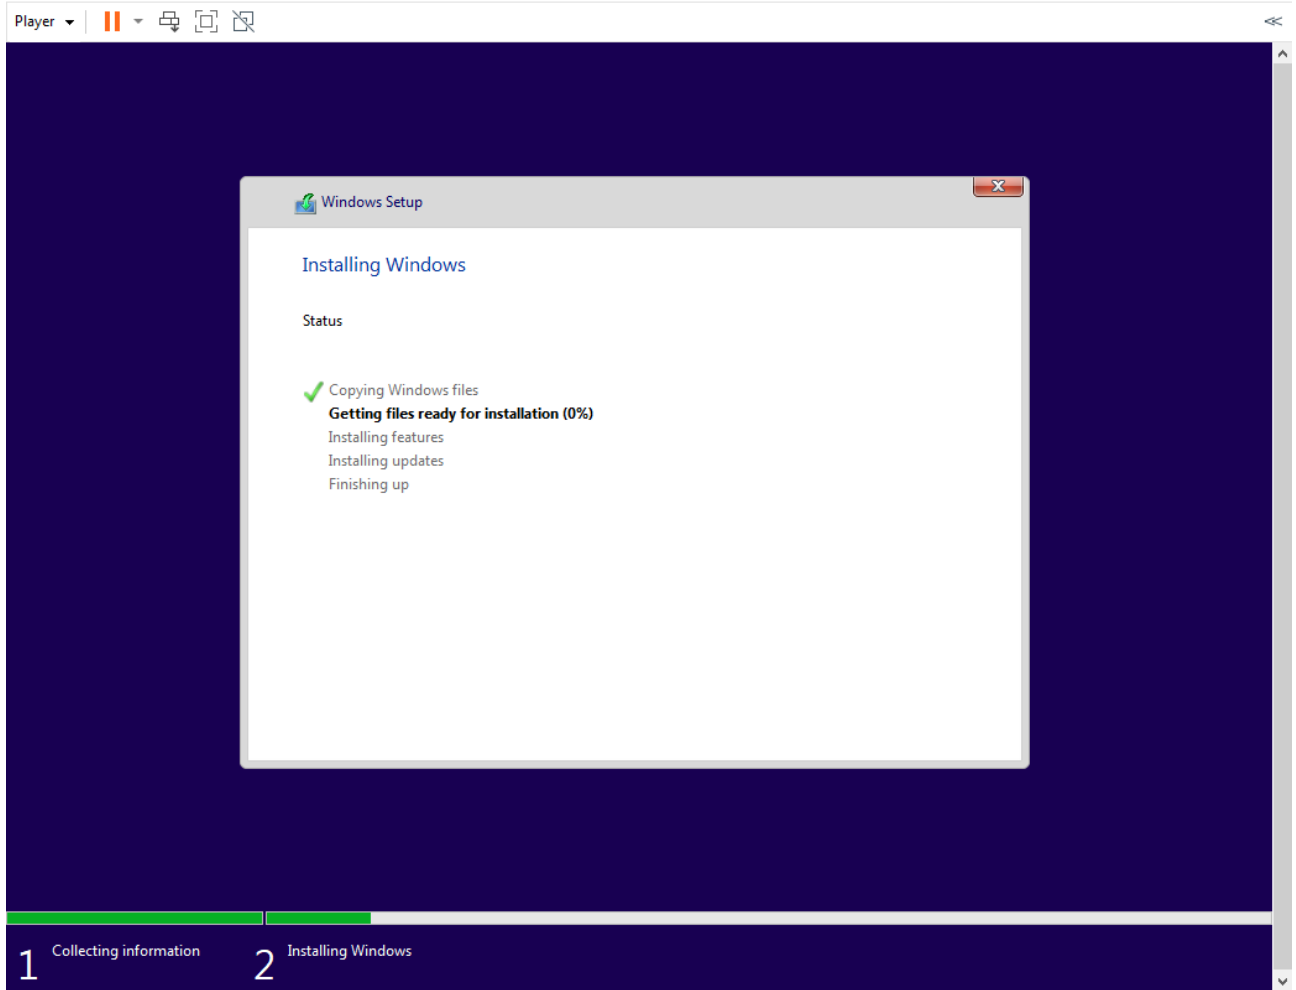 Player
Windows Setup
Installing Windows
Status
Copying Windows files
Getting files ready for installation (0%)
Installing features
Installing updates
Finishing up
1 Collecting information 2 Installing Windows